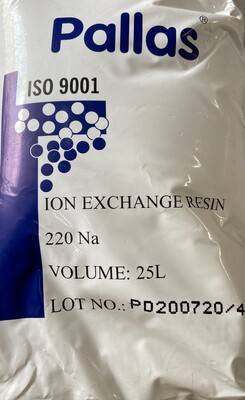 Pallas®
ISO 9001
ION EXCHANGE RESIN
220 Na
VOLUME: 25L
LOT NO.: PD200720/4